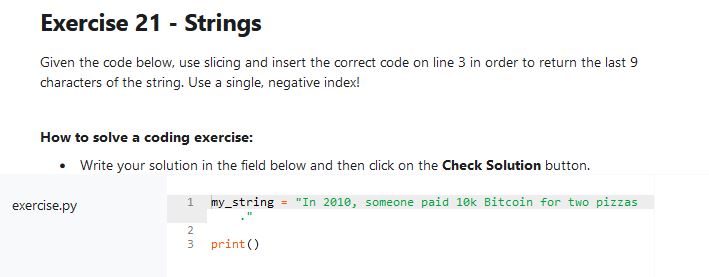 Exercise 21 - Strings
Given the code below, use slicing and insert the correct code on line 3 in order to return the last 9
characters of the string. Use a single, negative index!
How to solve a coding exercise:
• Write your solution in the field below and then click on the Check Solution button.
exercise.py
1 my_string = "In 2010, someone paid 10k Bitcoin for two pizzas
."
2
3 print()